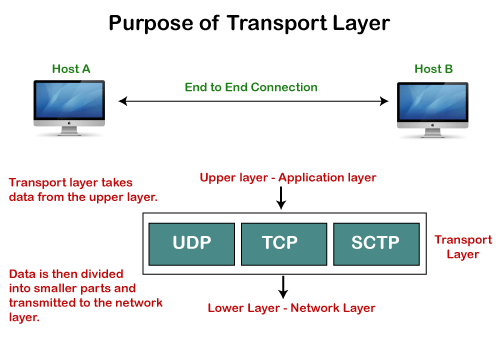 Purpose of Transport Layer
Host A
Host B
End to End Connection
Transport layer takes
data from the upper layer.
Upper layer - Application layer
UDP
TCP
SCTP
Transport
Layer
Data is then divided
into smaller parts and
transmitted to the network
layer.
Lower Layer - Network Layer